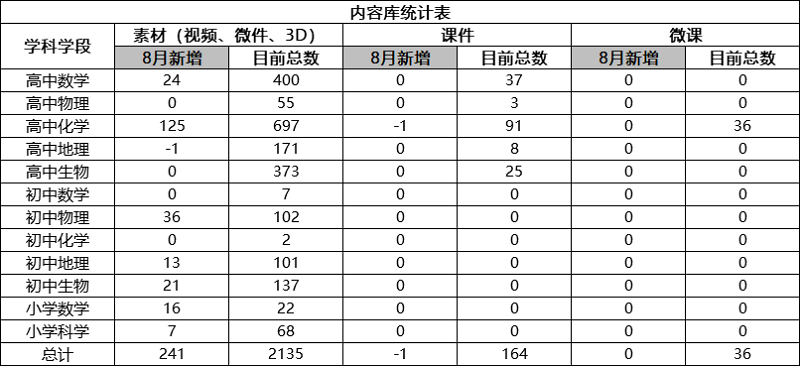 内容库统计表
学科学段 素材（视频、微件、3D） 课件 微课
8月新增 目前总数 8月新增 目前总数 8月新增 目前总数
高中数学 24 400 0 37 0 0
高中物理 0 55 0 3 0 0
高中化学 125 697 -1 91 0 36
高中地理 -1 171 0 8 0 0
高中生物 0 373 0 25 0 0
初中数学 0 7 0 0 0 0
初中物理 36 102 0 0 0 0
初中化学 0 2 0 0 0 0
初中地理 13 101 0 0 0 0
初中生物 21 137 0 0 0 0
小学数学 16 22 0 0 0 0
小学科学 7 68 0 0 0 0
总计 241 2135 -1 164 0 36